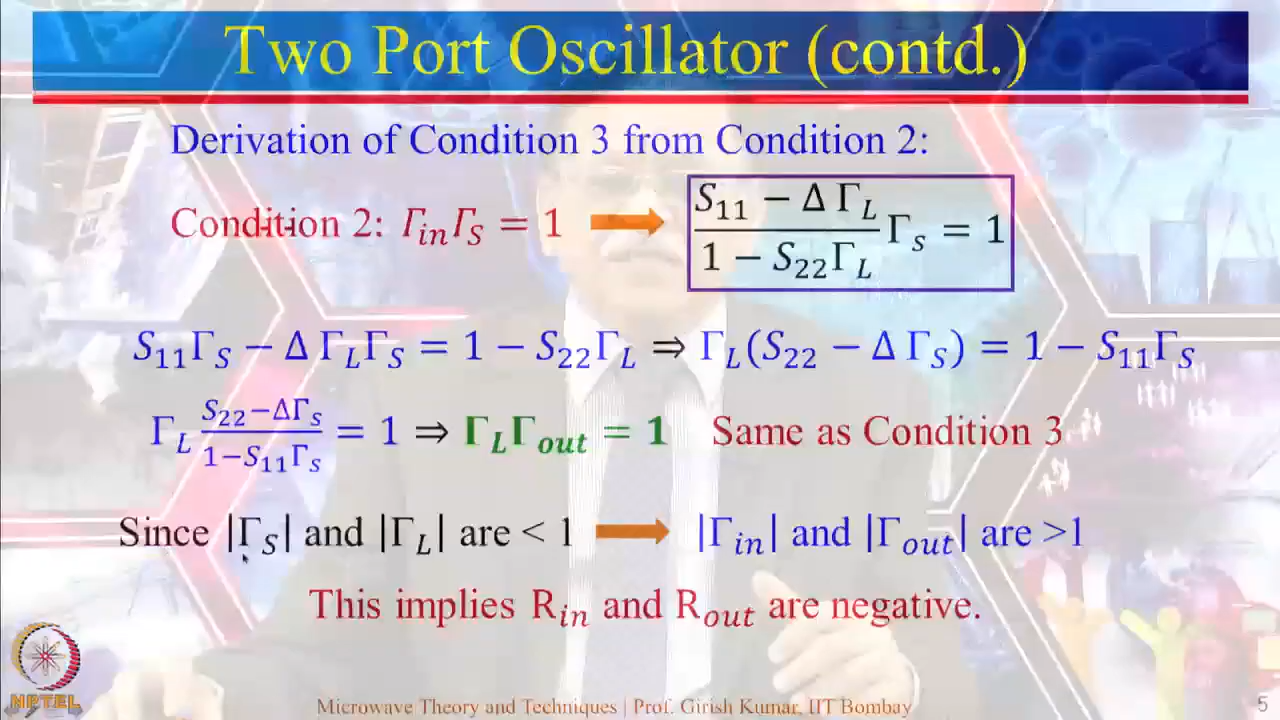 Two Port Oscillator (contd.)
Derivation of Condition 3 from Condition 2:
Condition 2: Γ_in Γ_S = 1 ➡ (S_11 − Δ Γ_L)/(1 − S_22 Γ_L) Γ_s = 1
S_11 Γ_S − Δ Γ_L Γ_S = 1 − S_22 Γ_L ⇒ Γ_L (S_22 − Δ Γ_S) = 1 − S_11 Γ_S
Γ_L (S_22 − Δ Γ_S)/(1 − S_11 Γ_S) = 1 ⇒ Γ_L Γ_out = 1 Same as Condition 3
Since |Γ_S| and |Γ_L| are < 1 ➡ |Γ_in| and |Γ_out| are >1
This implies R_in and R_out are negative.
NPTEL
Microwave Theory and Techniques | Prof. Girish Kumar, IIT Bombay
5